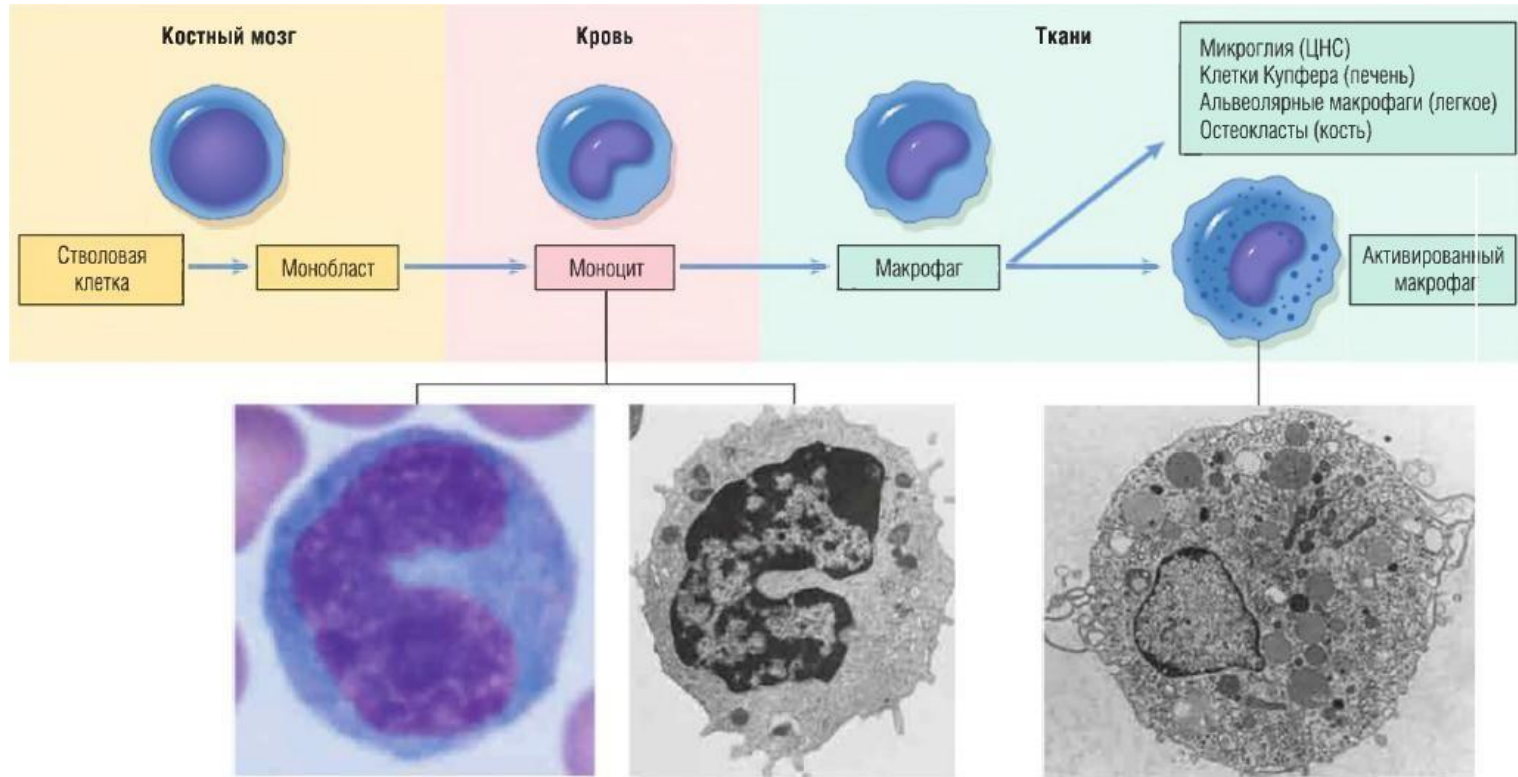 Костный мозг
Кровь
Ткани
Микроглия (ЦНС)
Клетки Купфера (печень)
Альвеолярные макрофаги (легкое)
Остеокласты (кость)
Стволовая
клетка
Монобласт
Моноцит
Макрофаг
Активированный
макрофаг